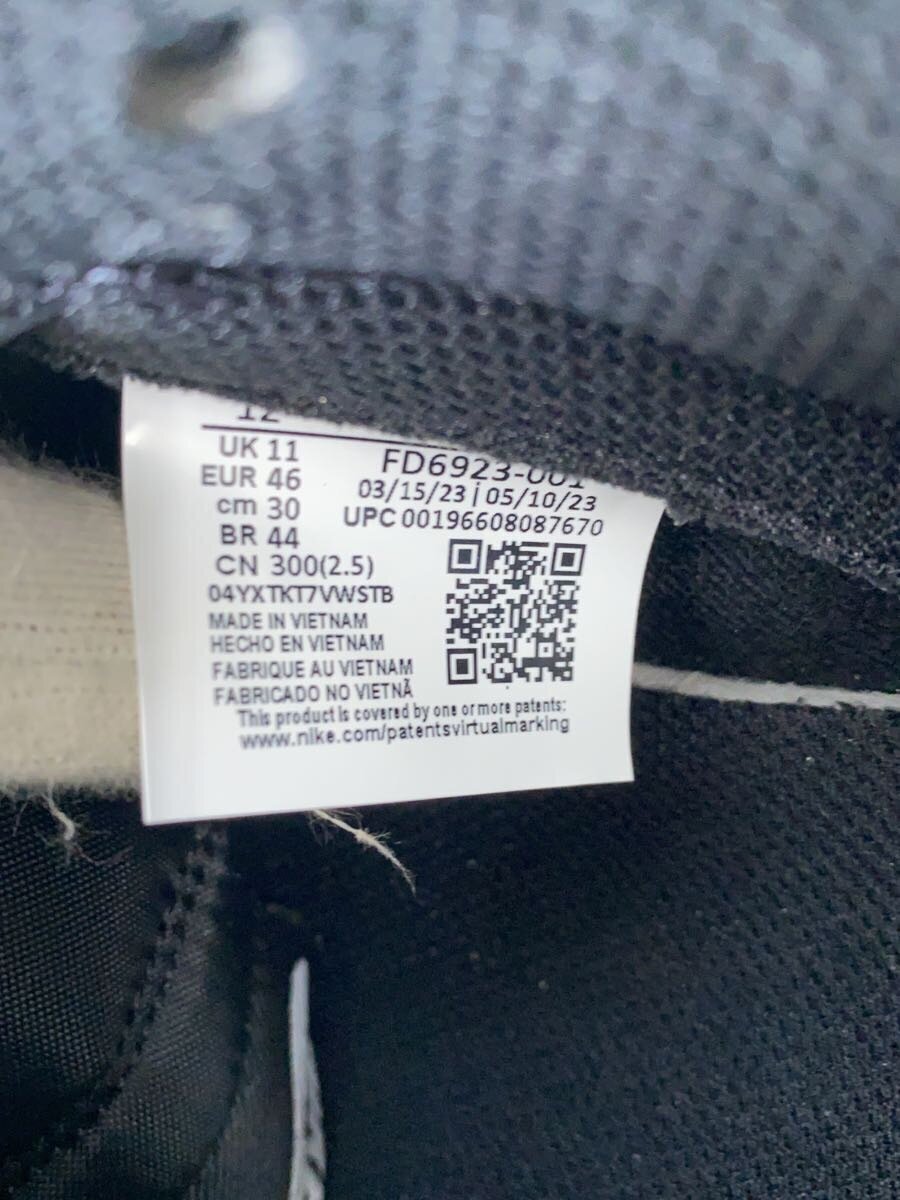 12
UK 11
EUR 46
cm 30
BR 44
CN 300(2.5)
04YXTKT7VWSTB
MADE IN VIETNAM
HECHO EN VIETNAM
FABRIQUE AU VIETNAM
FABRICADO NO VIETNÃ
FD6923-001
03/15/23 | 05/10/23
UPC 00196608087670
This product is covered by one or more patents:
www.nike.com/patentsvirtualmarking